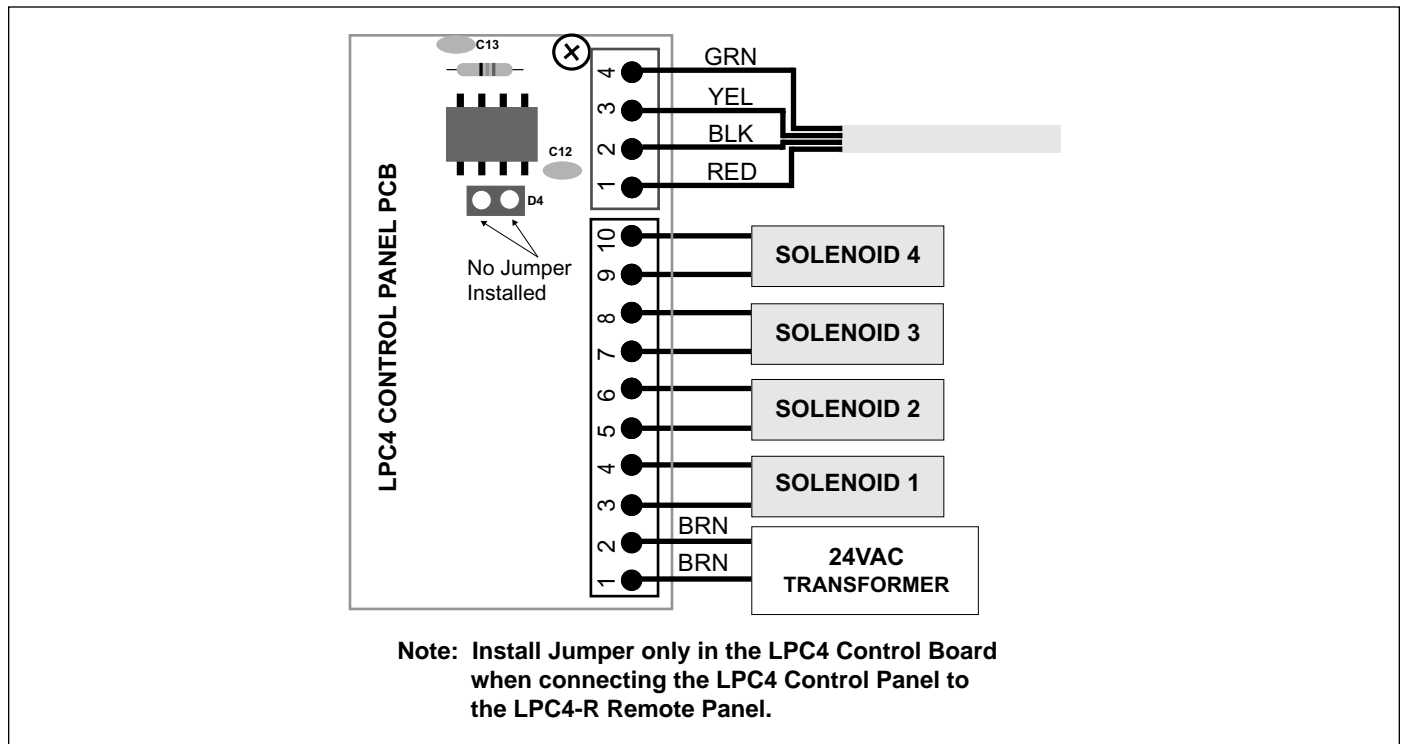 C13
GRN
4
YEL
3
BLK
C12
2
RED
1
D4
LPC4 CONTROL PANEL PCB
No Jumper
Installed
10
SOLENOID 4
9
8
SOLENOID 3
7
6
SOLENOID 2
5
4
SOLENOID 1
3
BRN
2
24VAC
TRANSFORMER
BRN
1
Note: Install Jumper only in the LPC4 Control Board
when connecting the LPC4 Control Panel to
the LPC4-R Remote Panel.